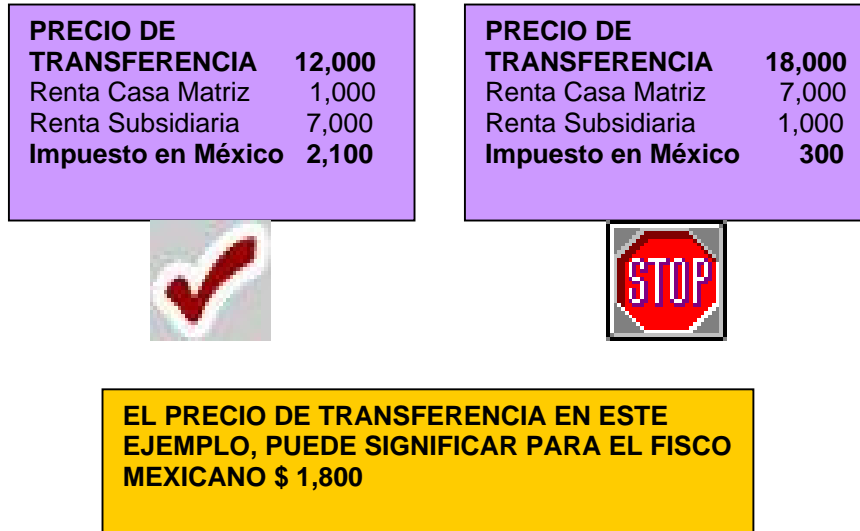 PRECIO DE
TRANSFERENCIA 12,000
Renta Casa Matriz 1,000
Renta Subsidiaria 7,000
Impuesto en México 2,100
PRECIO DE
TRANSFERENCIA 18,000
Renta Casa Matriz 7,000
Renta Subsidiaria 1,000
Impuesto en México 300
STOP
EL PRECIO DE TRANSFERENCIA EN ESTE
EJEMPLO, PUEDE SIGNIFICAR PARA EL FISCO
MEXICANO $ 1,800